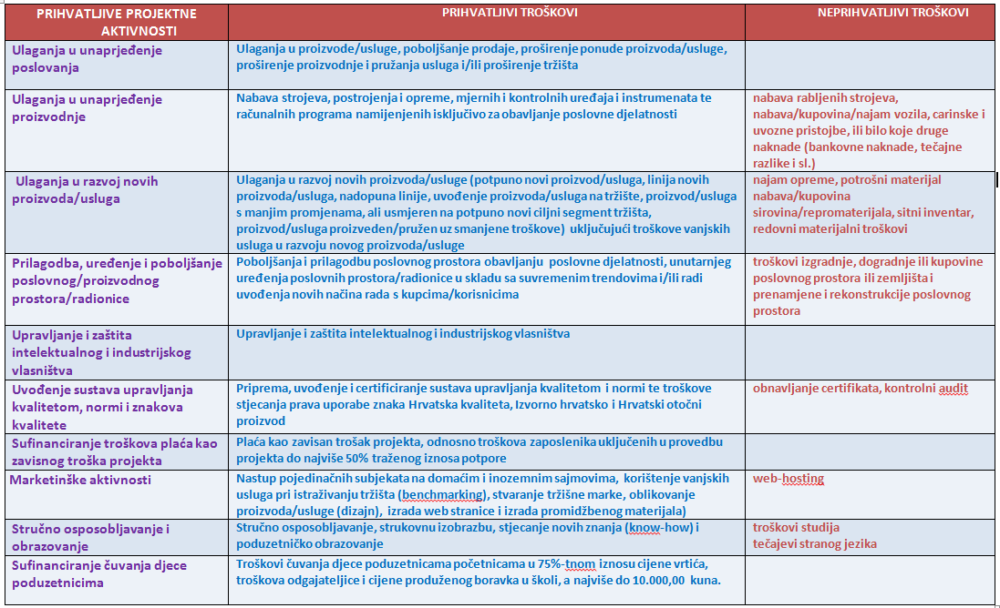 PRIHVATLJIVE PROJEKTNE
AKTIVNOSTI
PRIHVATLJIVI TROŠKOVI
NEPRIHVATLJIVI TROŠKOVI
Ulaganja u unaprjeđenje
poslovanja
Ulaganja u proizvode/usluge, poboljšanje prodaje, proširenje ponude proizvoda/usluge,
proširenje proizvodnje i pružanja usluga i/ili proširenje tržišta
Ulaganja u unaprjeđenje
proizvodnje
Nabava strojeva, postrojenja i opreme, mjernih i kontrolnih uređaja i instrumenata te
računalnih programa namijenjenih isključivo za obavljanje poslovne djelatnosti
nabava rabljenih strojeva,
nabava/kupovina/najam vozila, carinske i
uvozne pristojbe, ili bilo koje druge
naknade (bankovne naknade, tečajne
razlike i sl.)
Ulaganja u razvoj novih
proizvoda/usluga
Ulaganja u razvoj novih proizvoda/usluge (potpuno novi proizvod/usluga, linija novih
proizvoda/usluga, nadopuna linije, uvođenje proizvoda/usluga na tržište, proizvod/usluga
s manjim promjenama, ali usmjeren na potpuno novi ciljni segment tržišta,
proizvod/usluga proizveden/pružen uz smanjene troškove) uključujući troškove vanjskih
usluga u razvoju novog proizvoda/usluge
najam opreme, potrošni materijal
nabava/kupovina
sirovina/repromaterijala, sitni inventar,
redovni materijalni troškovi
Prilagodba, uređenje i poboljšanje
poslovnog/proizvodnog
prostora/radionice
Poboljšanja i prilagodbu poslovnog prostora obavljanju poslovne djelatnosti, unutarnjeg
uređenja poslovnih prostora/radionice u skladu sa suvremenim trendovima i/ili radi
uvođenja novih načina rada s kupcima/korisnicima
troškovi izgradnje, dogradnje ili kupovine
poslovnog prostora ili zemljišta i
prenamjene i rekonstrukcije poslovnog
prostora
Upravljanje i zaštita
intelektualnog i industrijskog
vlasništva
Upravljanje i zaštita intelektualnog i industrijskog vlasništva
Uvođenje sustava upravljanja
kvalitetom, normi i znakova
kvalitete
Priprema, uvođenje i certificiranje sustava upravljanja kvalitetom i normi te troškove
stjecanja prava uporabe znaka Hrvatska kvaliteta, Izvorno hrvatsko i Hrvatski otočni
proizvod
obnavljanje certifikata, kontrolni audit
Sufinanciranje troškova plaća kao
zavisnog troška projekta
Plaća kao zavisan trošak projekta, odnosno troškova zaposlenika uključenih u provedbu
projekta do najviše 50% traženog iznosa potpore
Marketinške aktivnosti
Nastup pojedinačnih subjekata na domaćim i inozemnim sajmovima, korištenje vanjskih
usluga pri istraživanju tržišta (benchmarking), stvaranje tržišne marke, oblikovanje
proizvoda/usluge (dizajn), izrada web stranice i izrada promidžbenog materijala)
web-hosting
Stručno osposobljavanje i
obrazovanje
Stručno osposobljavanje, strukovnu izobrazbu, stjecanje novih znanja (know-how) i
poduzetničko obrazovanje
troškovi studija
tečajevi stranog jezika
Sufinanciranje čuvanja djece
poduzetnicima
Troškovi čuvanja djece poduzetnicama početnicama u 75%-tnom iznosu cijene vrtića,
troškova odgajateljice i cijene produženog boravka u školi, a najviše do 10.000,00 kuna.